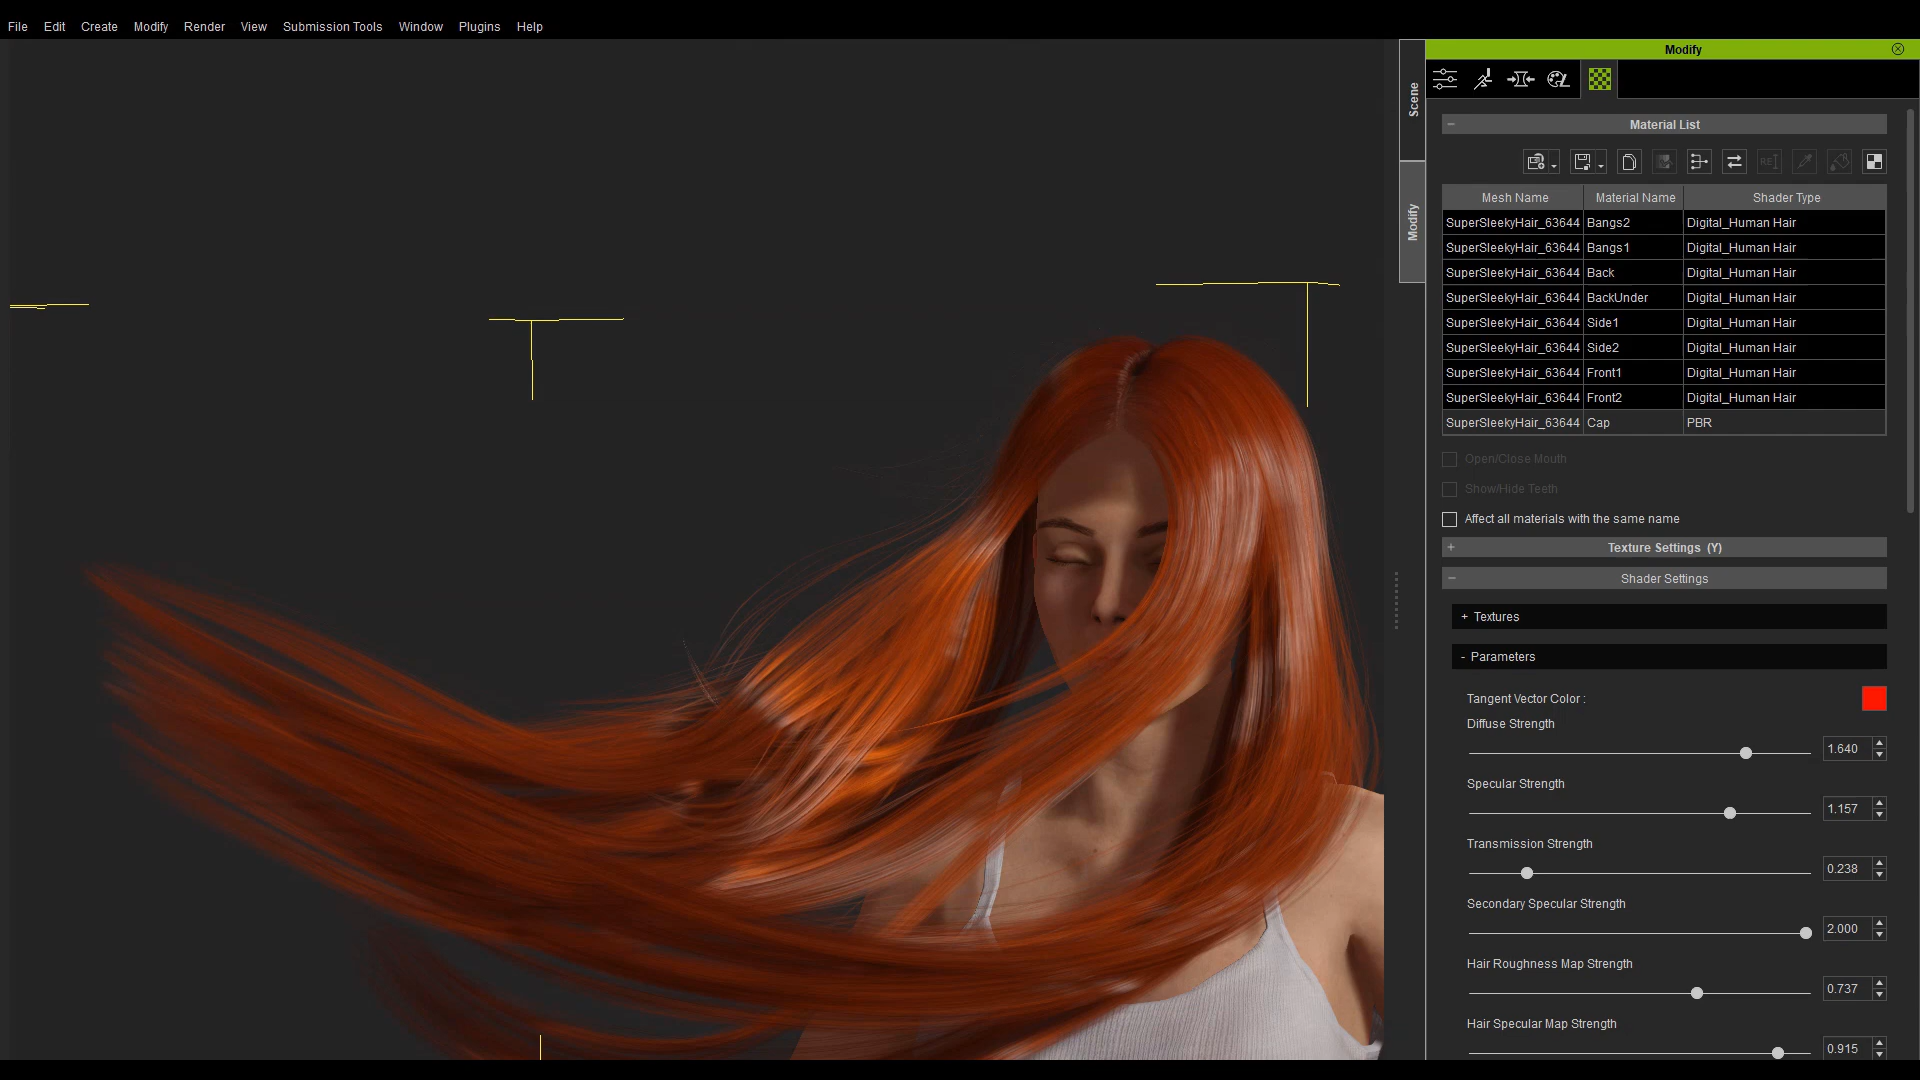 File Edit Create Modify Render View Submission Tools Window Plugins Help
Modify
Scene
Modify
Material List
Mesh Name Material Name Shader Type
SuperSleekyHair_63644 Bangs2 Digital_Human Hair
SuperSleekyHair_63644 Bangs1 Digital_Human Hair
SuperSleekyHair_63644 Back Digital_Human Hair
SuperSleekyHair_63644 BackUnder Digital_Human Hair
SuperSleekyHair_63644 Side1 Digital_Human Hair
SuperSleekyHair_63644 Side2 Digital_Human Hair
SuperSleekyHair_63644 Front1 Digital_Human Hair
SuperSleekyHair_63644 Front2 Digital_Human Hair
SuperSleekyHair_63644 Cap PBR
Open/Close Mouth
Show/Hide Teeth
Affect all materials with the same name
+ Texture Settings (Y)
- Shader Settings
+ Textures
- Parameters
Tangent Vector Color :
Diffuse Strength
1.640
Specular Strength
1.157
Transmission Strength
0.238
Secondary Specular Strength
2.000
Hair Roughness Map Strength
0.737
Hair Specular Map Strength
0.915